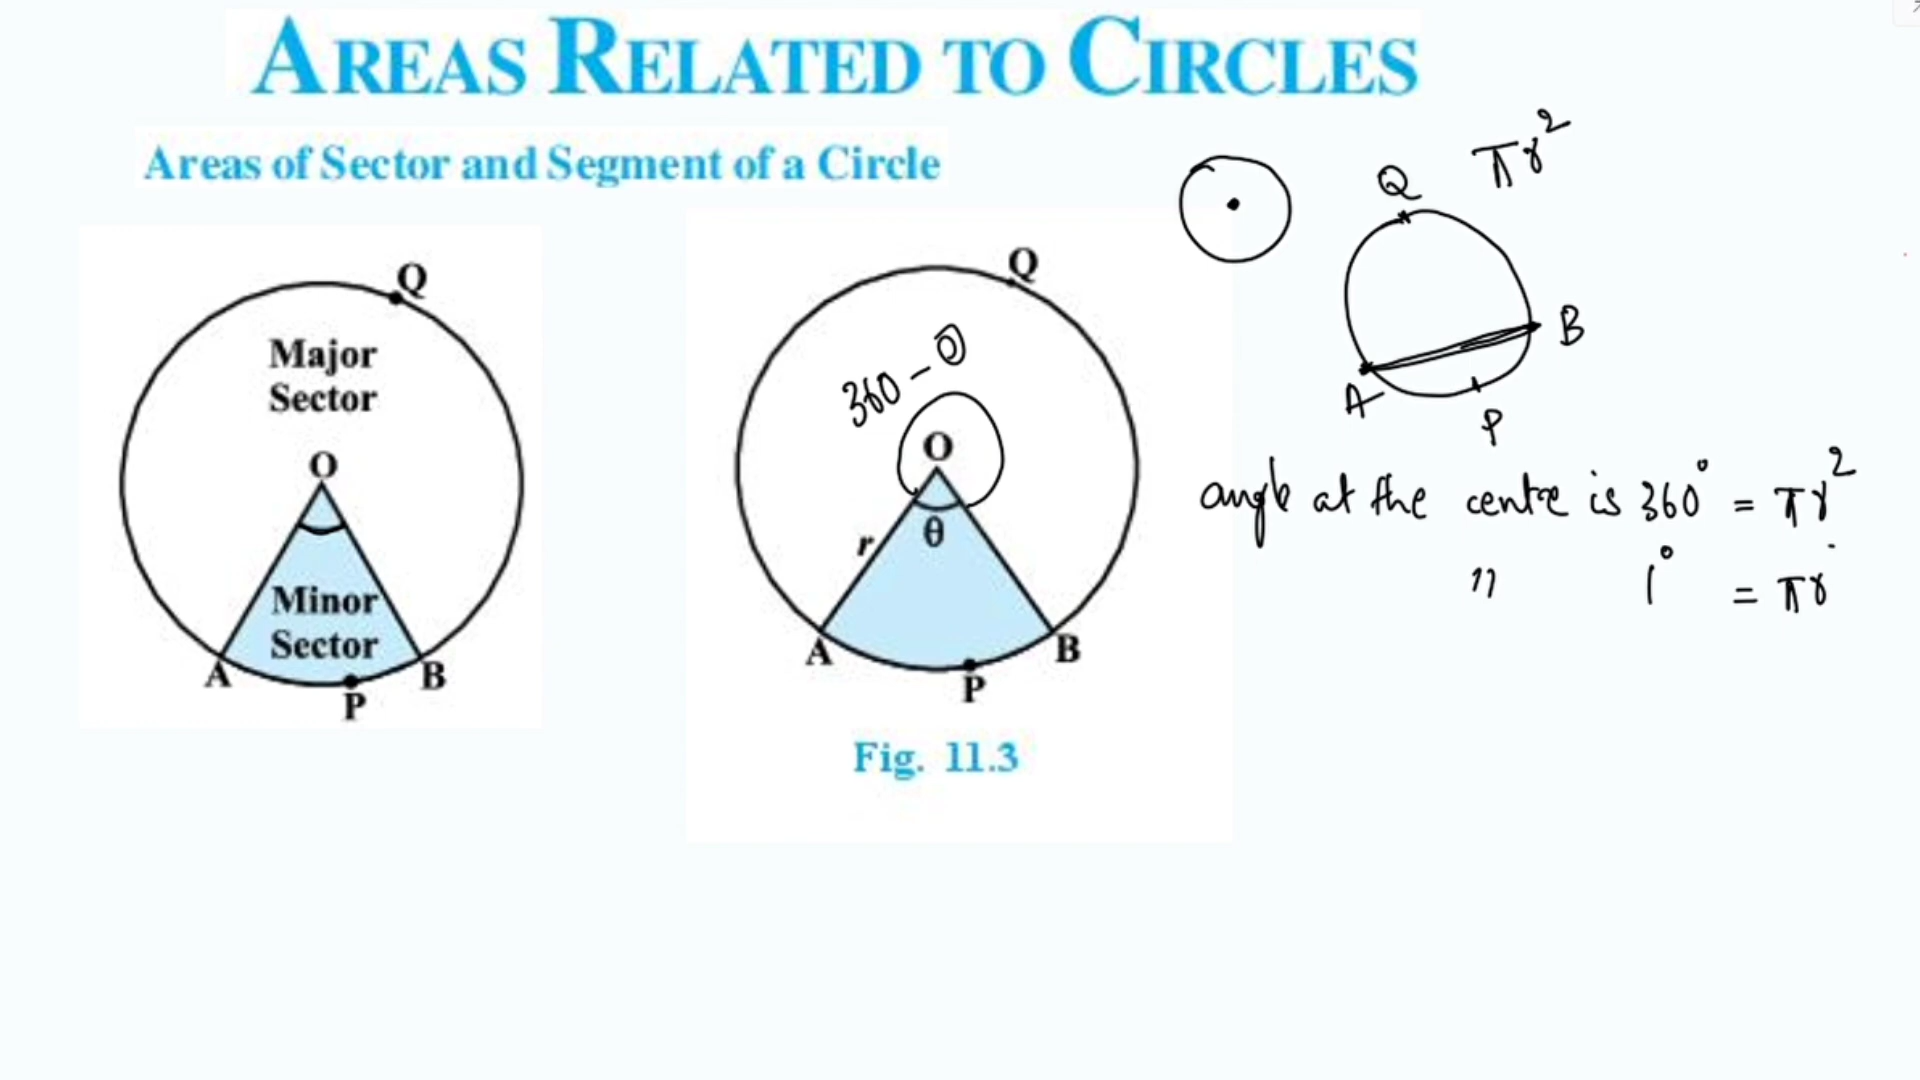 AREAS RELATED TO CIRCLES
Areas of Sector and Segment of a Circle
Q
Major
Sector
O
Minor
Sector
A
B
P
Q
360 - θ
O
θ
r
A
B
P
Fig. 11.3
πr²
Q
B
A
P
angle at the centre is 360° = πr²
" 1° = πr